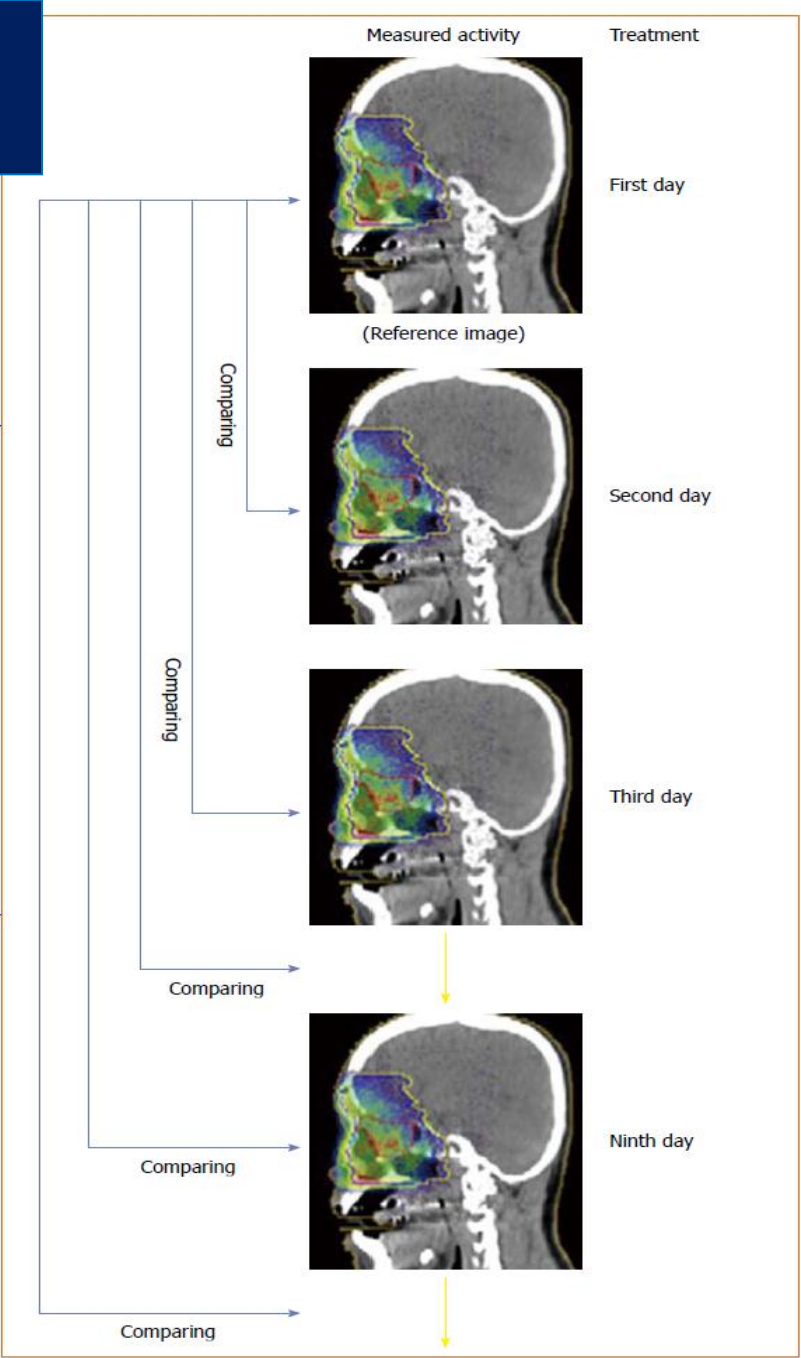 Measured activity Treatment
First day
(Reference image)
Comparing
Second day
Comparing
Third day
Comparing
Ninth day
Comparing
Comparing